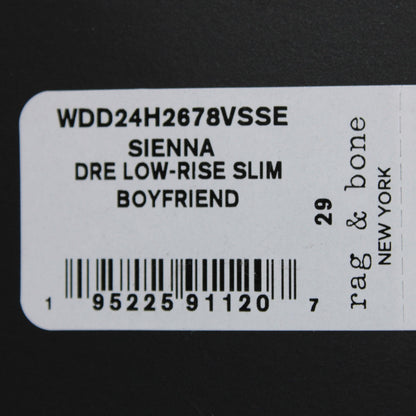 WDD24H2678VSSE
SIENNA
DRE LOW-RISE SLIM
BOYFRIEND
1 95225 91120 7
29
rag & bone
NEW YORK